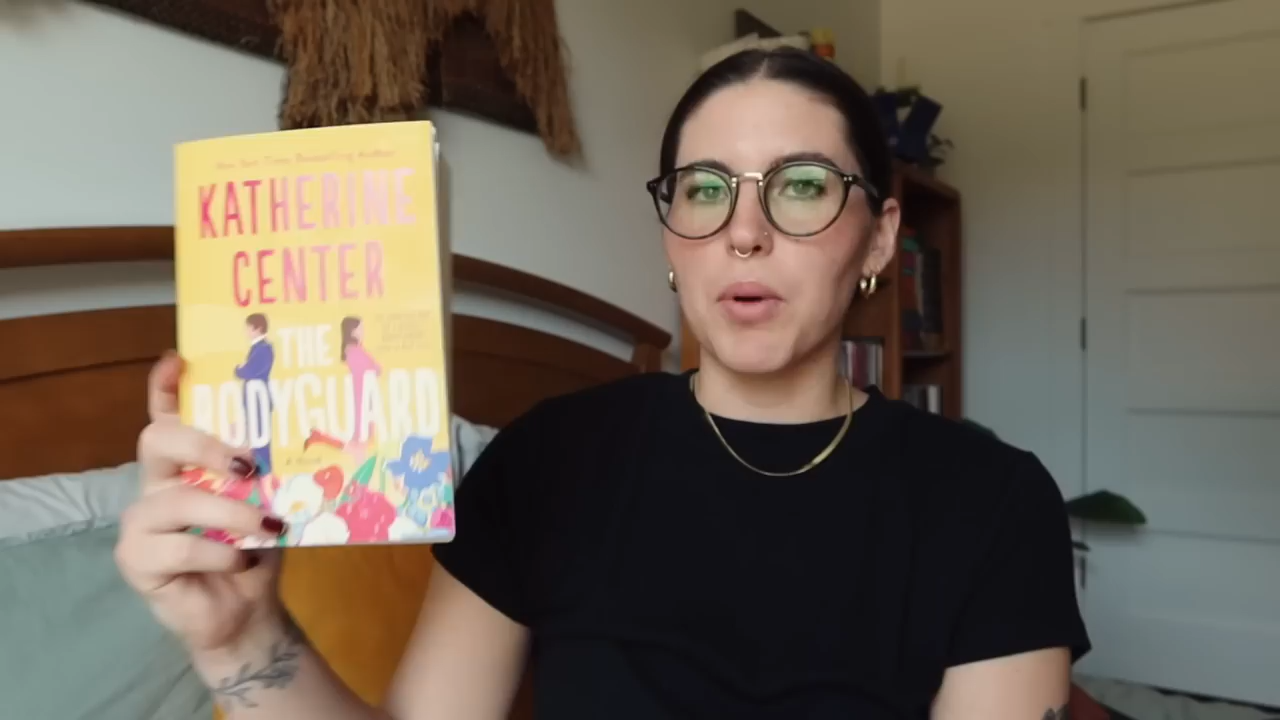 New York Times Bestselling Author
KATHERINE
CENTER
THE
BODYGUARD
A Novel